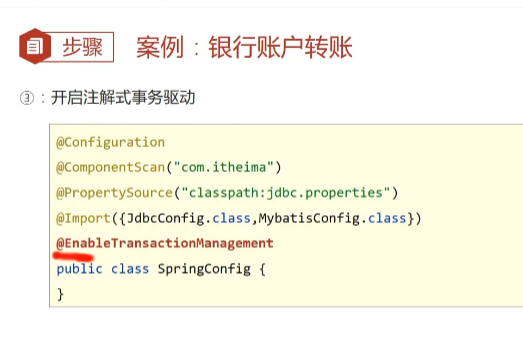 步骤 案例：银行账户转账
③：开启注解式事务驱动
@Configuration
@ComponentScan("com.itheima")
@PropertySource("classpath:jdbc.properties")
@Import({JdbcConfig.class,MybatisConfig.class})
@EnableTransactionManagement
public class SpringConfig {
}